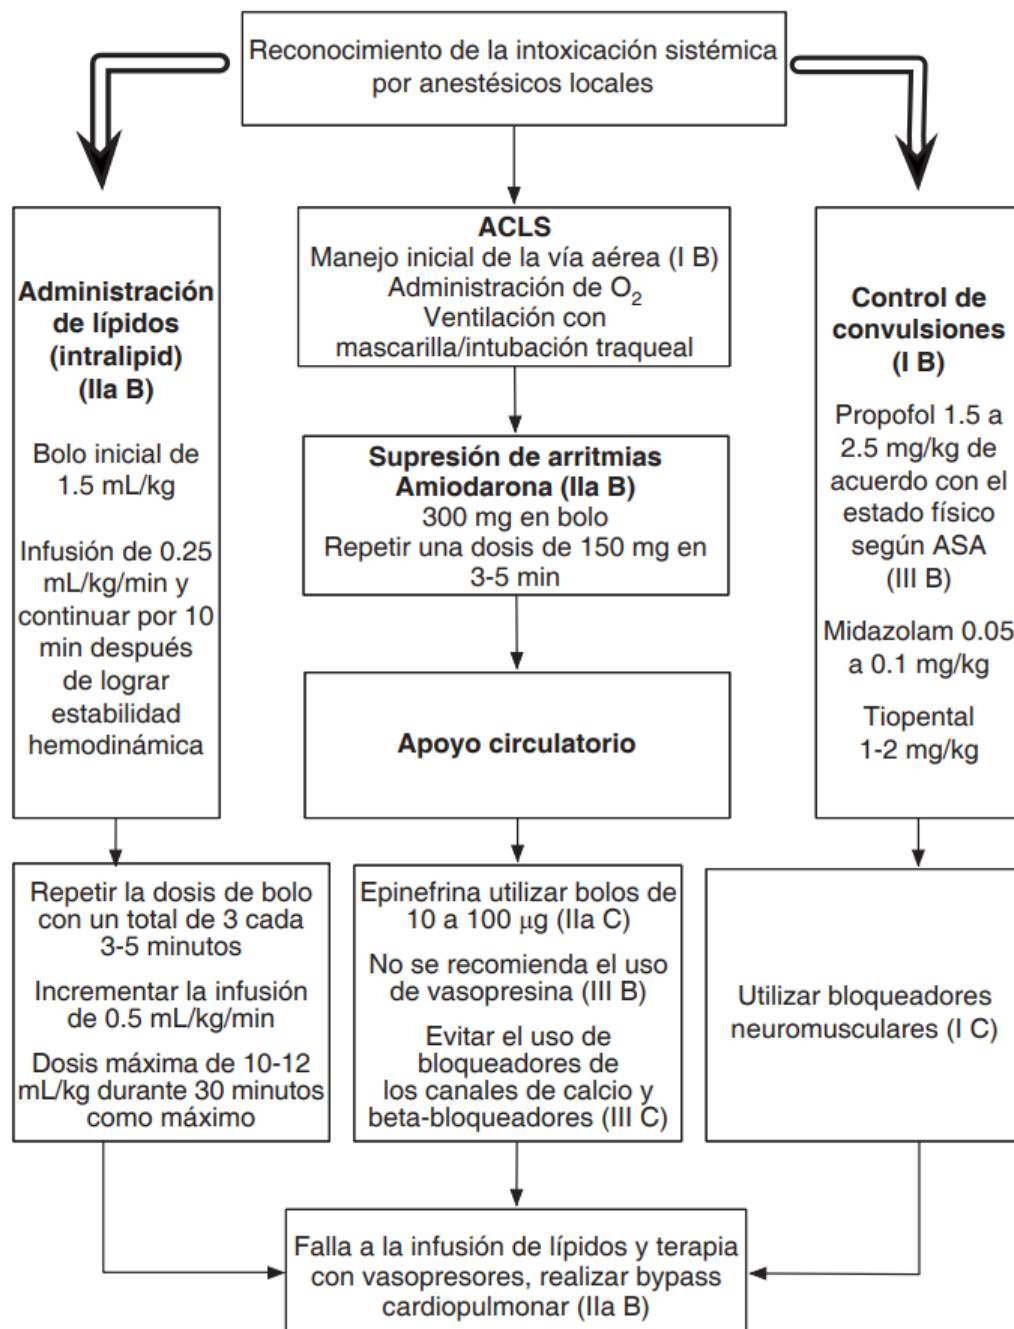 Reconocimiento de la intoxicación sistémica
por anestésicos locales
Administración
de lípidos
(intralipid)
(IIa B)
Bolo inicial de
1.5 mL/kg
Infusión de 0.25
mL/kg/min y
continuar por 10
min después
de lograr
estabilidad
hemodinámica
Repetir la dosis de bolo
con un total de 3 cada
3-5 minutos
Incrementar la infusión
de 0.5 mL/kg/min
Dosis máxima de 10-12
mL/kg durante 30 minutos
como máximo
ACLS
Manejo inicial de la vía aérea (I B)
Administración de O₂
Ventilación con
mascarilla/intubación traqueal
Supresión de arritmias
Amiodarona (IIa B)
300 mg en bolo
Repetir una dosis de 150 mg en
3-5 min
Apoyo circulatorio
Epinefrina utilizar bolos de
10 a 100 µg (IIa C)
No se recomienda el uso
de vasopresina (III B)
Evitar el uso de
bloqueadores de
los canales de calcio y
beta-bloqueadores (III C)
Control de
convulsiones
(I B)
Propofol 1.5 a
2.5 mg/kg de
acuerdo con el
estado físico
según ASA
(III B)
Midazolam 0.05
a 0.1 mg/kg
Tiopental
1-2 mg/kg
Utilizar bloqueadores
neuromusculares (I C)
Falla a la infusión de lípidos y terapia
con vasopresores, realizar bypass
cardiopulmonar (IIa B)